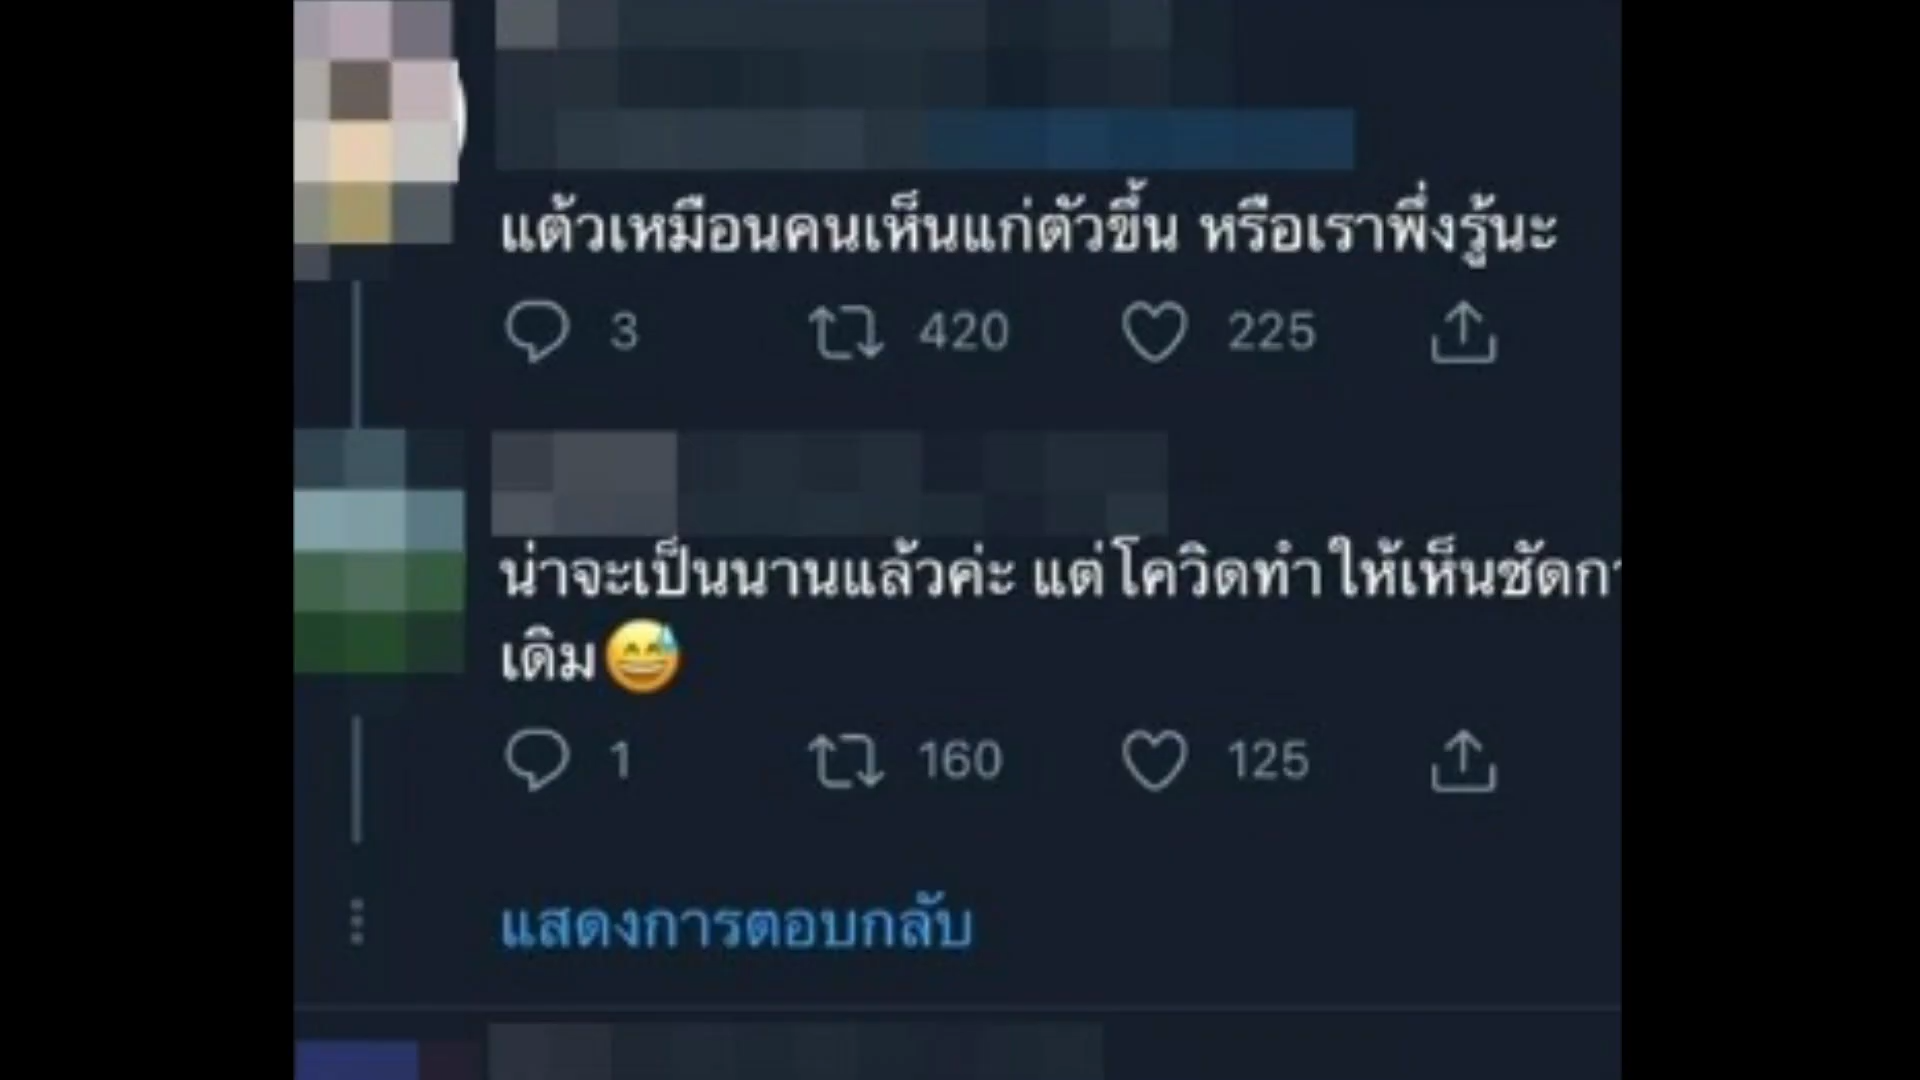 แต้วเหมือนคนเห็นแก่ตัวขึ้น หรือเราพึ่งรู้นะ
3 420 225
น่าจะเป็นนานแล้วค่ะ แต่โควิดทำให้เห็นชัดกา
เดิม😅
1 160 125
แสดงการตอบกลับ